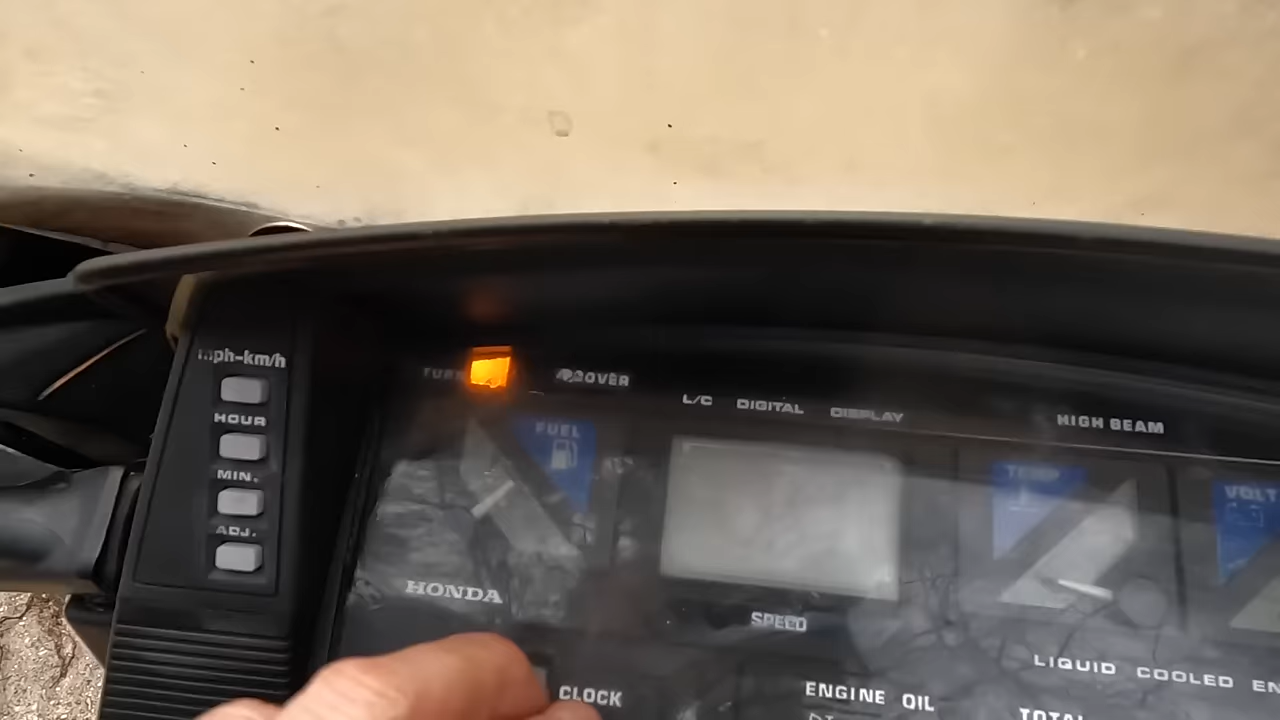 mph-km/h
HOUR
MIN.
ADJ.
TURN
L/C DIGITAL DISPLAY
HIGH BEAM
FUEL
TEMP
VOLT
HONDA
SPEED
CLOCK
ENGINE OIL
LIQUID COOLED
TOTAL